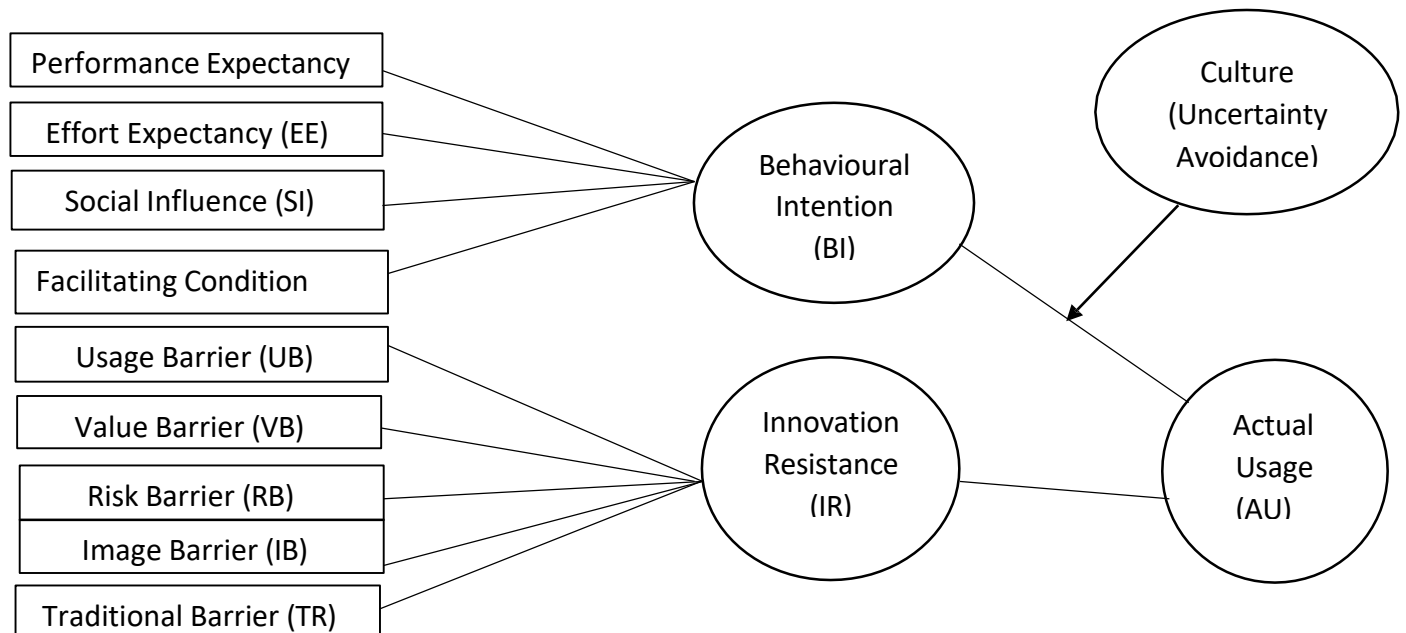 Performance Expectancy
Effort Expectancy (EE)
Social Influence (SI)
Facilitating Condition
Usage Barrier (UB)
Value Barrier (VB)
Risk Barrier (RB)
Image Barrier (IB)
Traditional Barrier (TR)
Behavioural
Intention
(BI)
Innovation
Resistance
(IR)
Culture
(Uncertainty
Avoidance)
Actual
Usage
(AU)